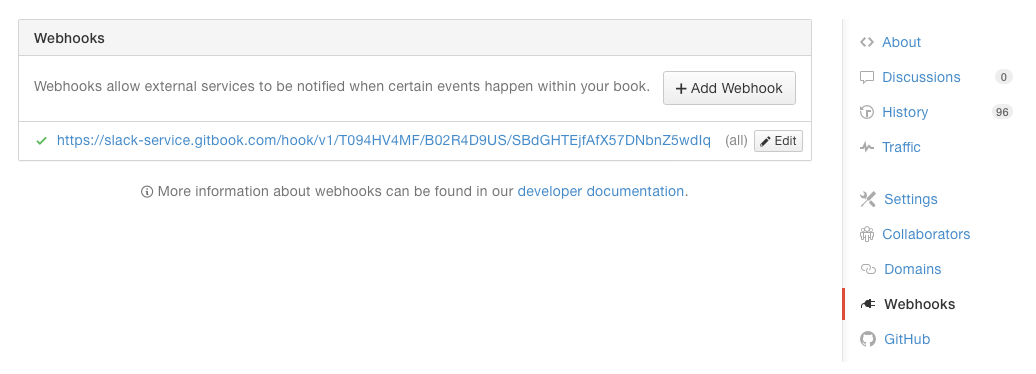 Webhooks
Webhooks allow external services to be notified when certain events happen within your book.
Add Webhook
https://slack-service.gitbook.com/hook/v1/T094HV4MF/B02R4D9US/SBdGHTEjfAfX57DNbnZ5wdIq (all) Edit
More information about webhooks can be found in our developer documentation.
About
Discussions 0
History 96
Traffic
Settings
Collaborators
Domains
Webhooks
GitHub